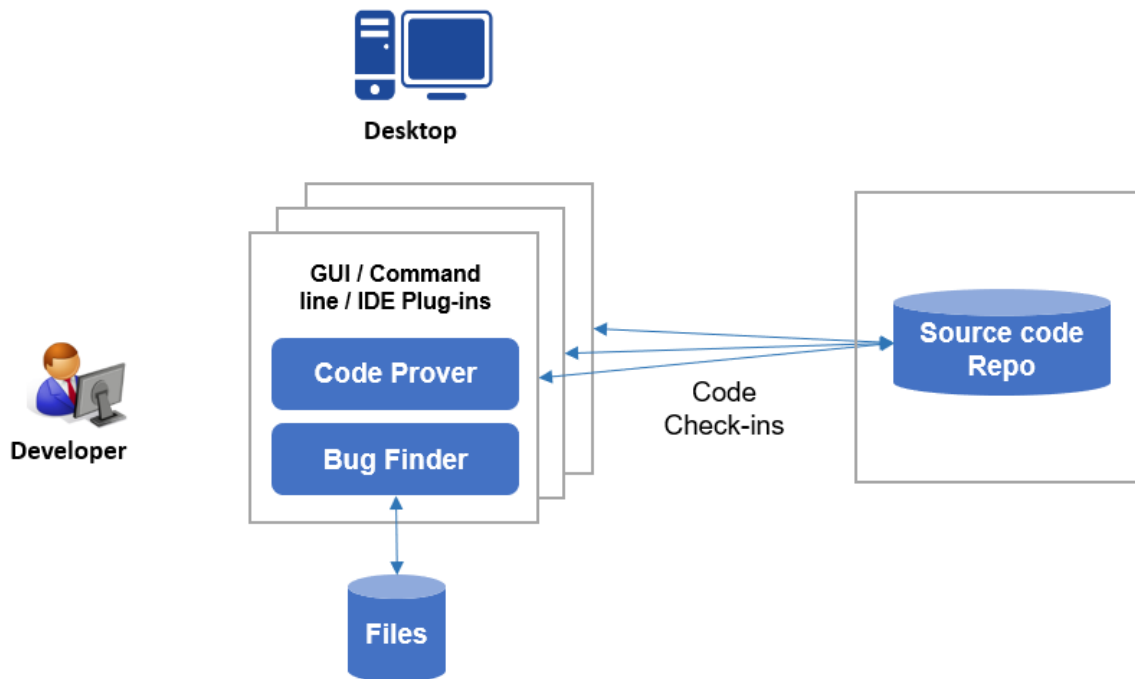 Desktop
GUI / Command
line / IDE Plug-ins
Code Prover
Bug Finder
Files
Developer
Code
Check-ins
Source code
Repo